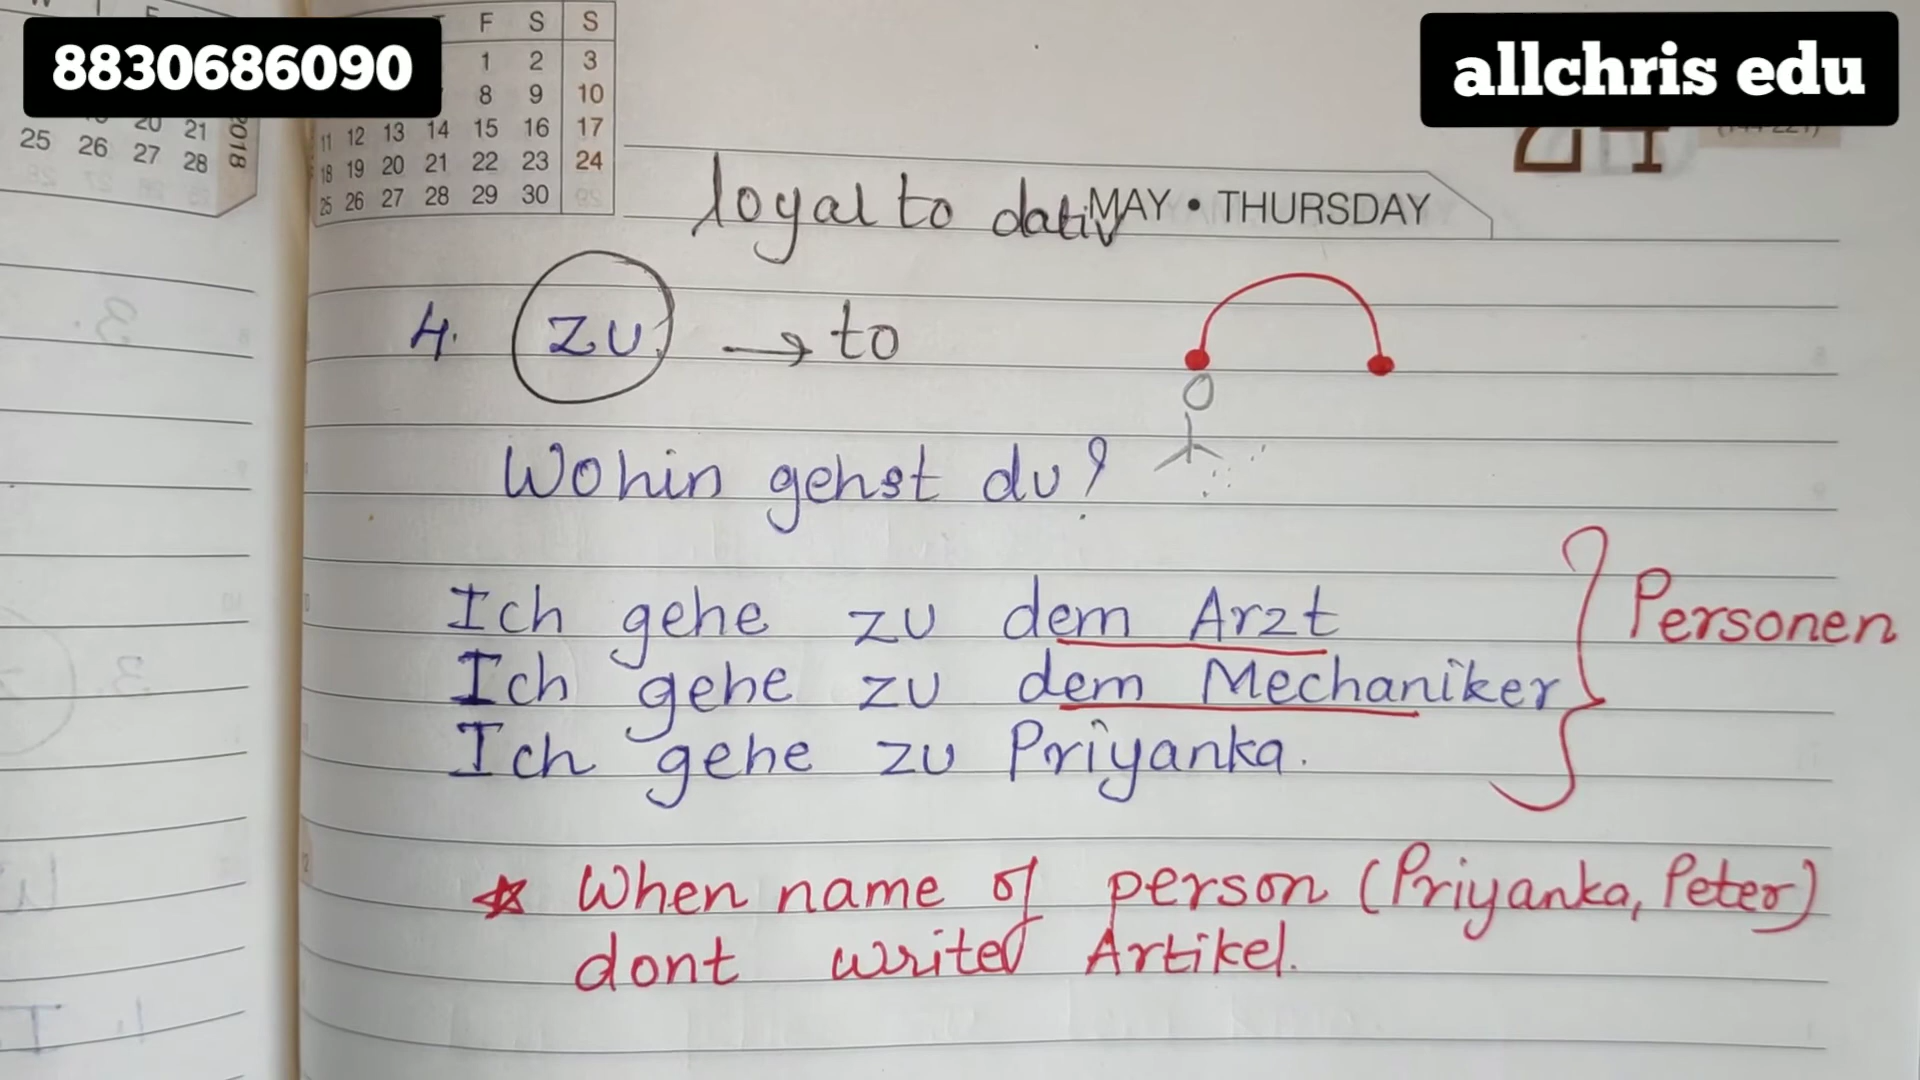 8830686090
allchris edu
F S S
1 2 3
8 9 10
11 12 13 14 15 16 17
18 19 20 21 22 23 24
25 26 27 28 29 30
20 21
25 26 27 28
2018
MAY • THURSDAY
loyal to dativ
4. zu → to
Wohin gehst du?
Ich gehe zu dem Arzt
Ich gehe zu dem Mechaniker
Ich gehe zu Priyanka.
Personen
When name of person (Priyanka, Peter)
dont write Artikel.